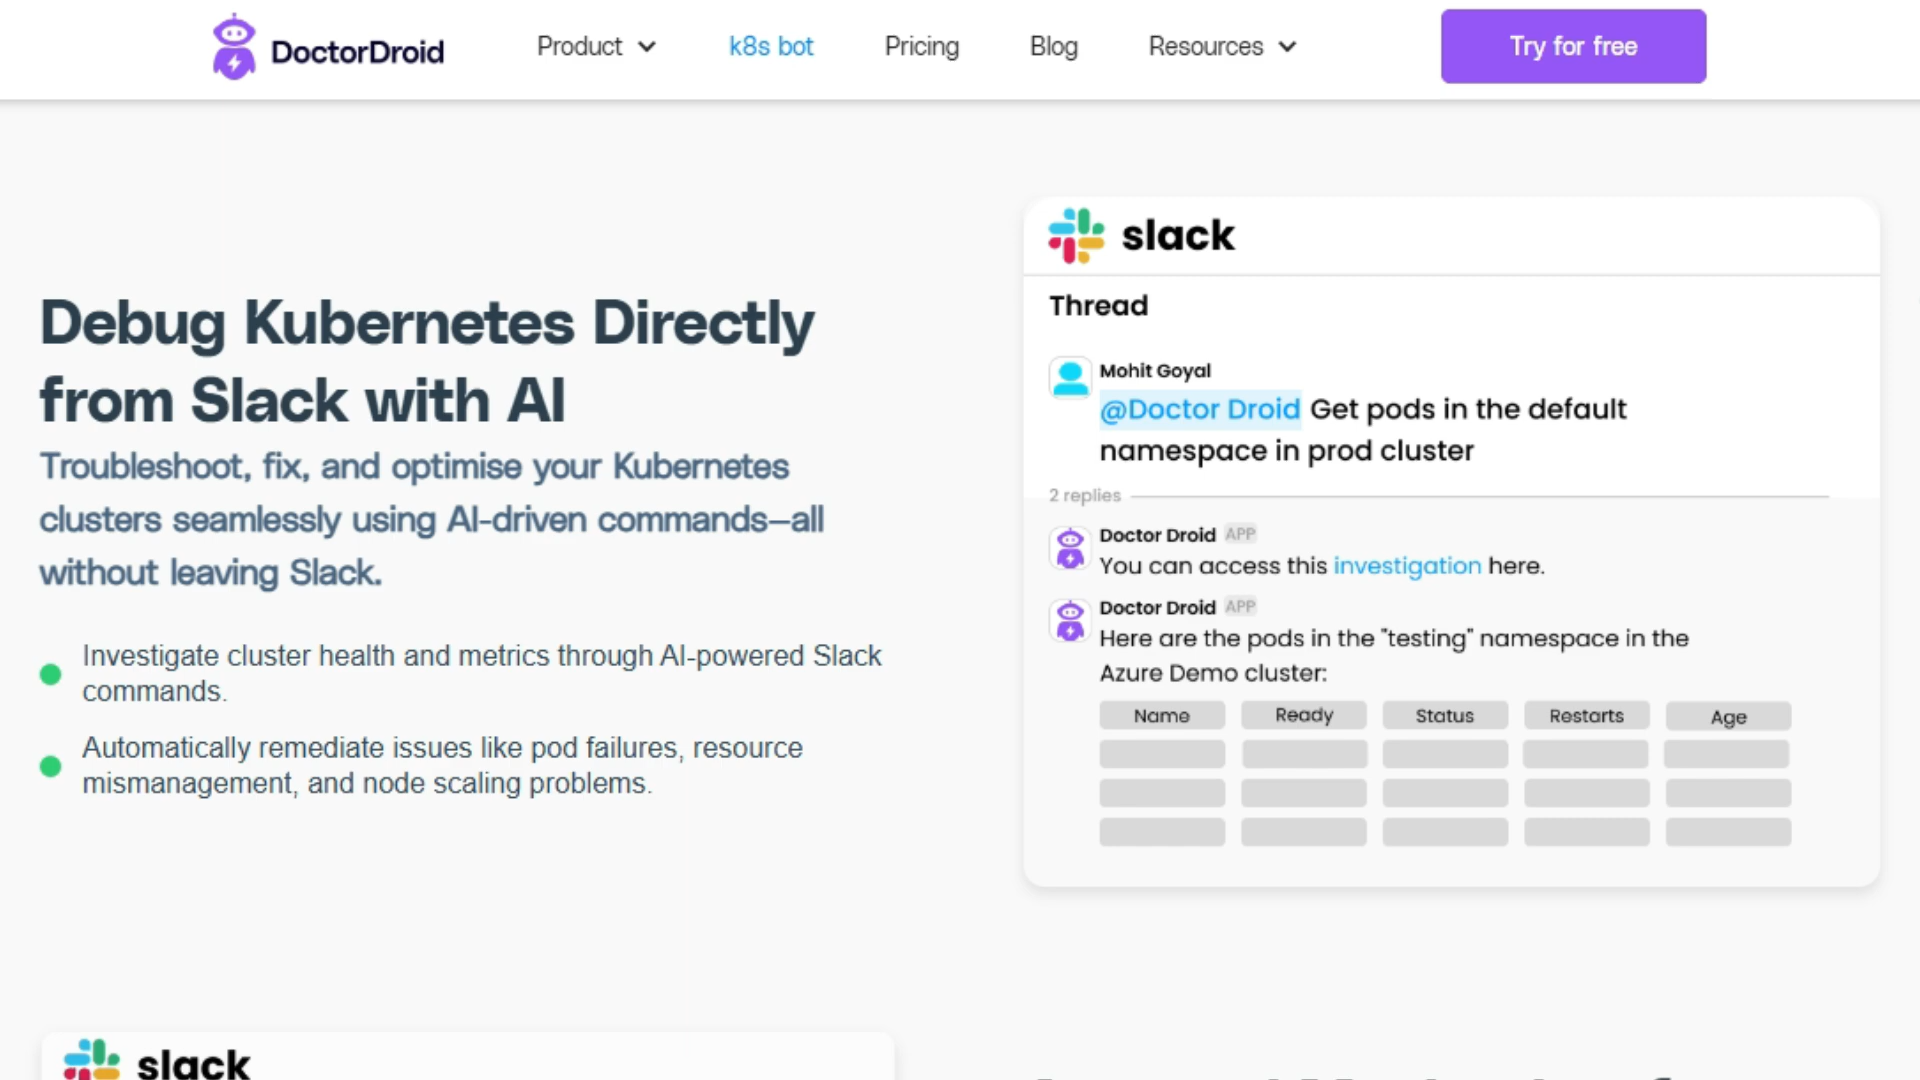 DoctorDroid
Product
k8s bot
Pricing
Blog
Resources
Try for free
Debug Kubernetes Directly
from Slack with AI
Troubleshoot, fix, and optimise your Kubernetes
clusters seamlessly using AI-driven commands—all
without leaving Slack.
Investigate cluster health and metrics through AI-powered Slack
commands.
Automatically remediate issues like pod failures, resource
mismanagement, and node scaling problems.
slack
Thread
Mohit Goyal
@Doctor Droid Get pods in the default
namespace in prod cluster
2 replies
Doctor Droid APP
You can access this investigation here.
Doctor Droid APP
Here are the pods in the "testing" namespace in the
Azure Demo cluster:
Name Ready Status Restarts Age
slack